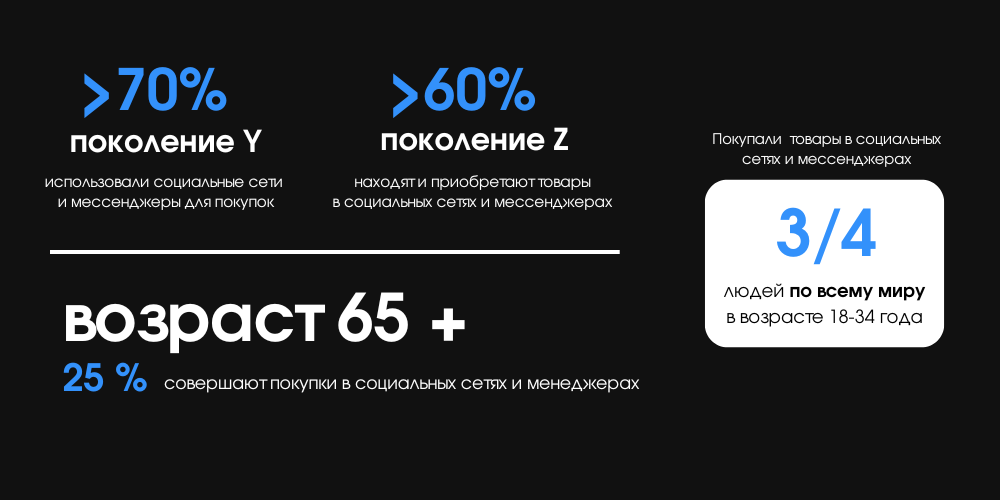 >70%
поколение Y
использовали социальные сети
и мессенджеры для покупок
>60%
поколение Z
находят и приобретают товары
в социальных сетях и мессенджерах
возраст 65 +
25 % совершают покупки в социальных сетях и менеджерах
Покупали товары в социальных
сетях и мессенджерах
3/4
людей по всему миру
в возрасте 18-34 года